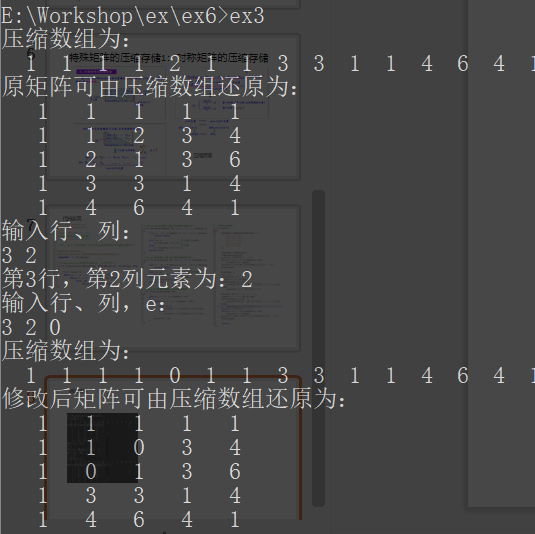 E:\Workshop\ex\ex6>ex3
压缩数组为:
1 1 1 1 2 1 1 3 3 1 1 4 6 4 1
原矩阵可由压缩数组还原为:
1 1 1 1 1
1 1 2 3 4
1 2 1 3 6
1 3 3 1 4
1 4 6 4 1
输入行、列:
3 2
第3行，第2列元素为: 2
输入行、列，e:
3 2 0
压缩数组为:
1 1 1 1 0 1 1 3 3 1 1 4 6 4 1
修改后矩阵可由压缩数组还原为:
1 1 1 1 1
1 1 0 3 4
1 0 1 3 6
1 3 3 1 4
1 4 6 4 1